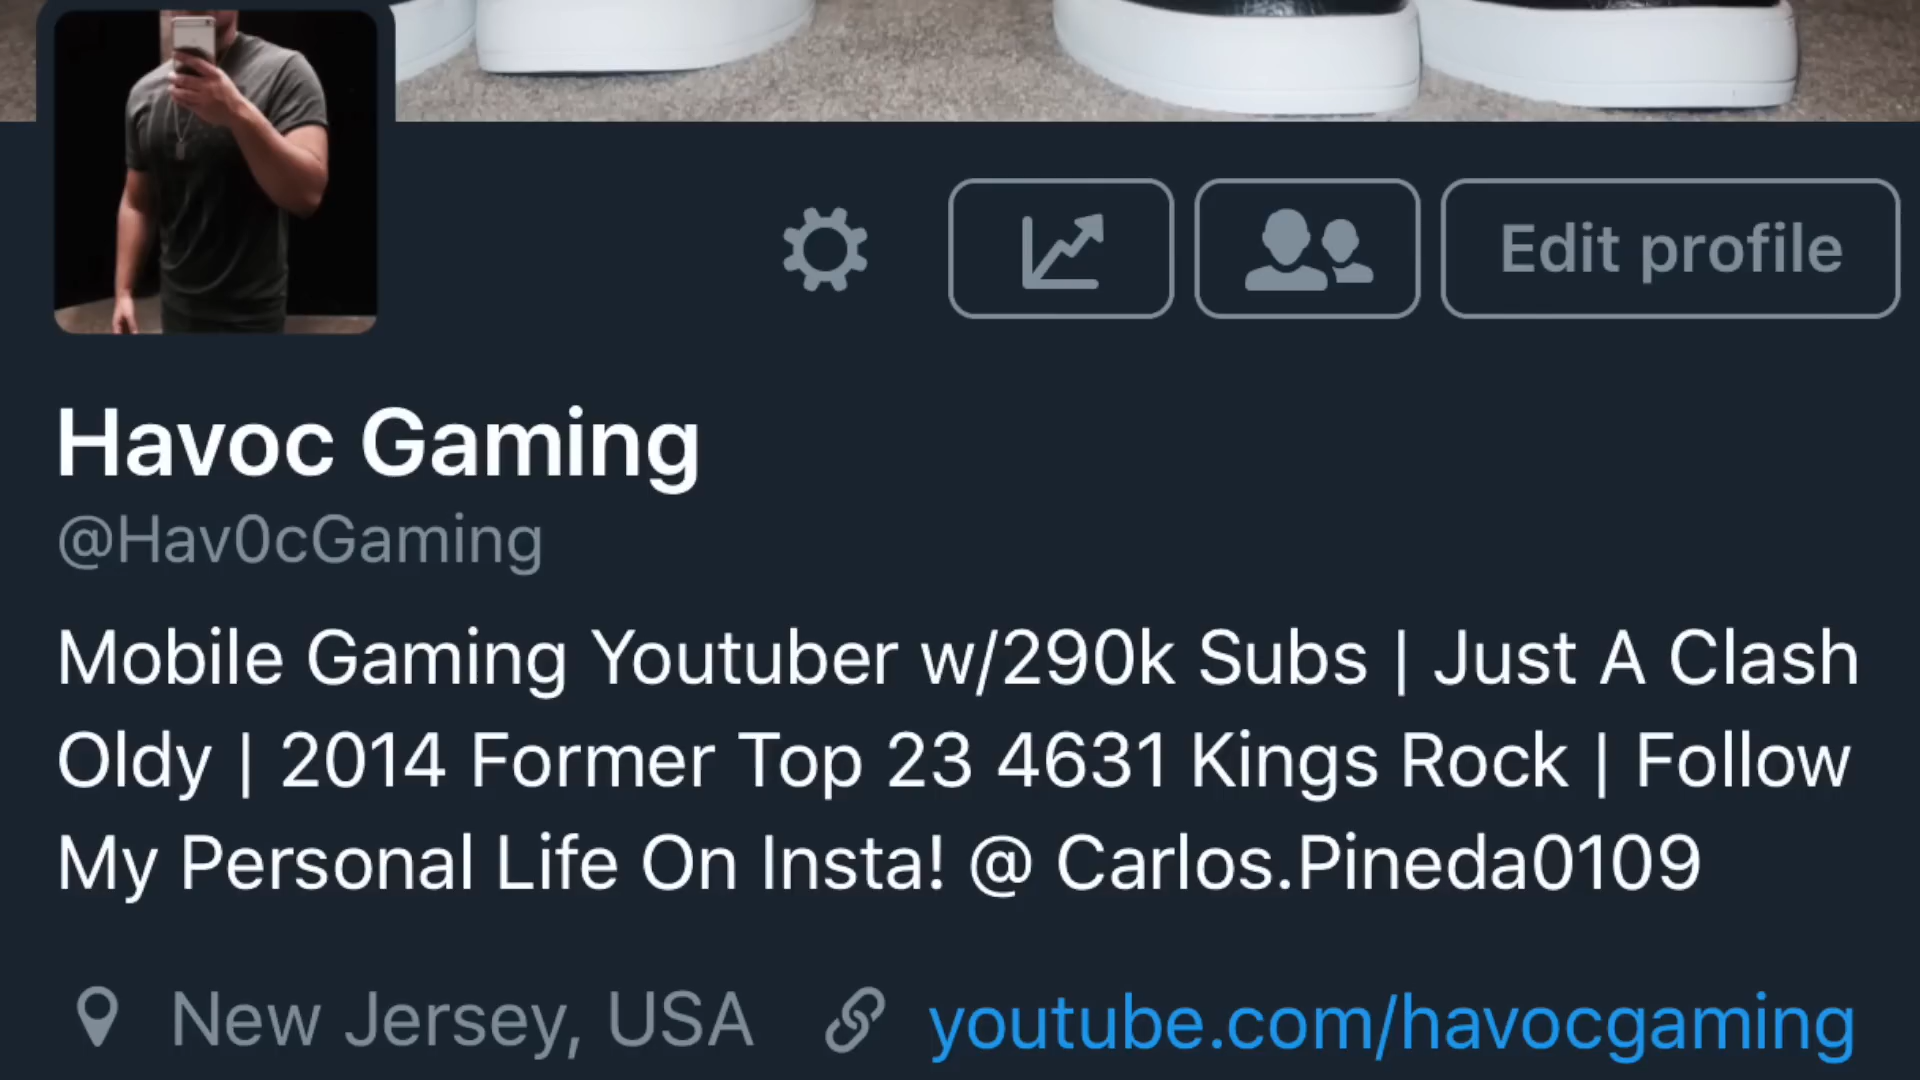 Edit profile
Havoc Gaming
@Hav0cGaming
Mobile Gaming Youtuber w/290k Subs | Just A Clash
Oldy | 2014 Former Top 23 4631 Kings Rock | Follow
My Personal Life On Insta! @ Carlos.Pineda0109
New Jersey, USA youtube.com/havocgaming